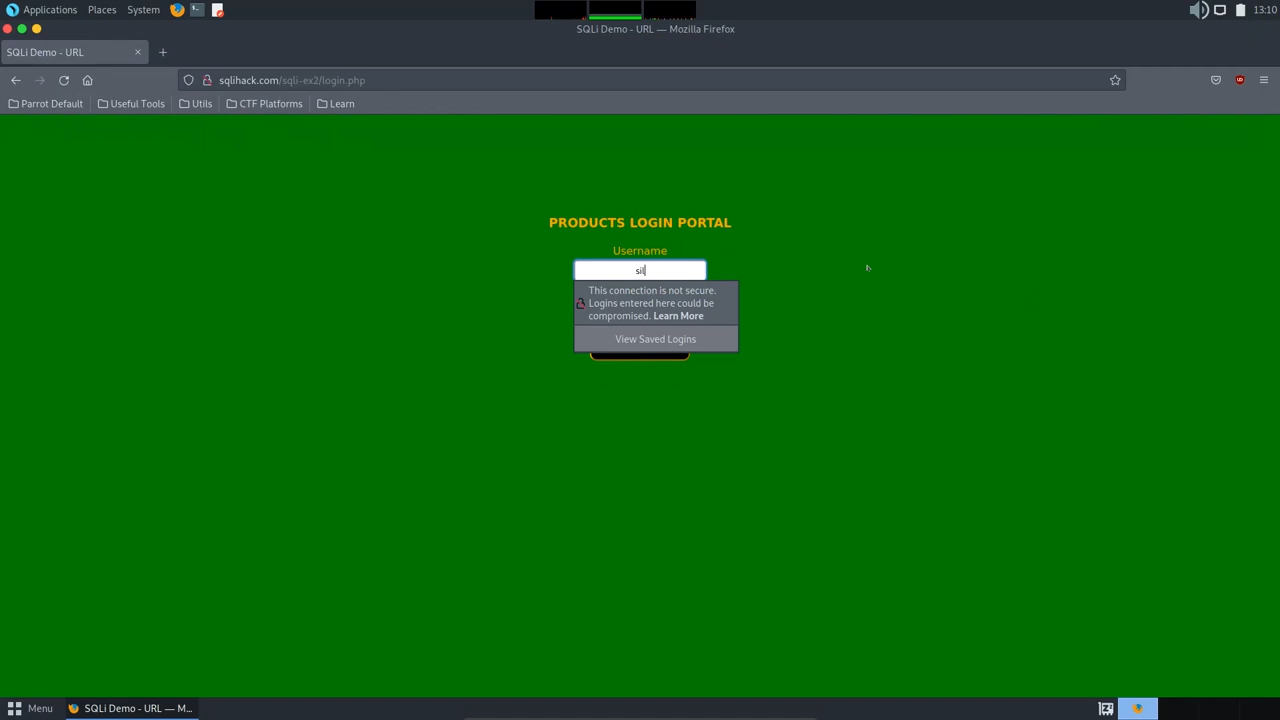 Applications Places System 13:10
SQLi Demo - URL — Mozilla Firefox
SQLi Demo - URL
sqlihack.com/sqli-ex2/login.php
Parrot Default Useful Tools Utils CTF Platforms Learn
PRODUCTS LOGIN PORTAL
Username
sil
This connection is not secure.
Logins entered here could be
compromised. Learn More
View Saved Logins
Menu SQLi Demo - URL — M...